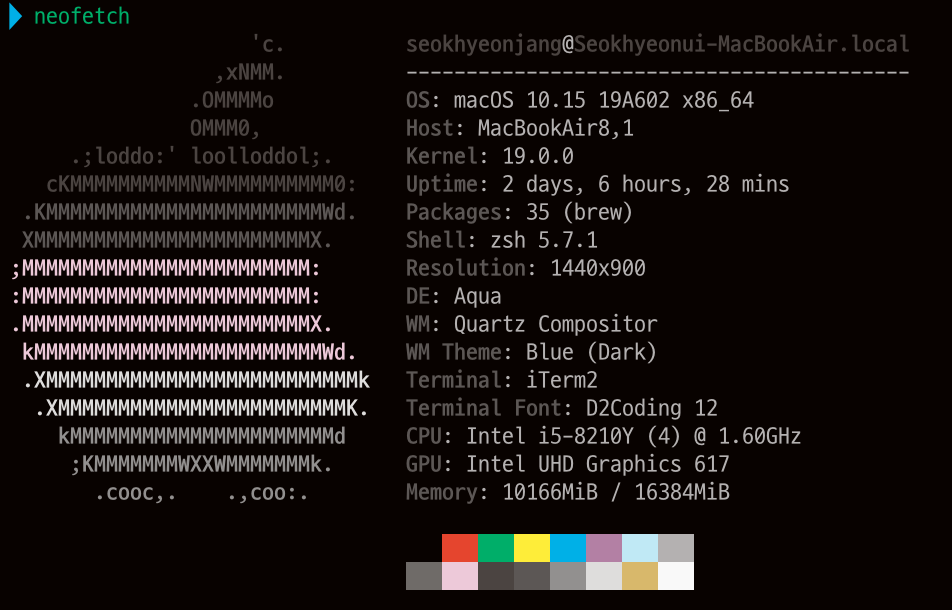 neofetch
'c.
,xNMM.
.OMMMMo
OMMM0,
.;loddo:' loolloddol;.
cKMMMMMMMMMMNWMMMMMMMMMM0:
.KMMMMMMMMMMMMMMMMMMMMMMMWd.
XMMMMMMMMMMMMMMMMMMMMMMMX.
;MMMMMMMMMMMMMMMMMMMMMMMM:
:MMMMMMMMMMMMMMMMMMMMMMMM:
.MMMMMMMMMMMMMMMMMMMMMMMMX.
kMMMMMMMMMMMMMMMMMMMMMMMMWd.
.XMMMMMMMMMMMMMMMMMMMMMMMMMMk
.XMMMMMMMMMMMMMMMMMMMMMMMMK.
kMMMMMMMMMMMMMMMMMMMMMMd
;KMMMMMMMWXXWMMMMMMMk.
.cooc,.    .,coo:.
seokhyeonjang@Seokhyeonui-MacBookAir.local
------------------------------------------
OS: macOS 10.15 19A602 x86_64
Host: MacBookAir8,1
Kernel: 19.0.0
Uptime: 2 days, 6 hours, 28 mins
Packages: 35 (brew)
Shell: zsh 5.7.1
Resolution: 1440x900
DE: Aqua
WM: Quartz Compositor
WM Theme: Blue (Dark)
Terminal: iTerm2
Terminal Font: D2Coding 12
CPU: Intel i5-8210Y (4) @ 1.60GHz
GPU: Intel UHD Graphics 617
Memory: 10166MiB / 16384MiB